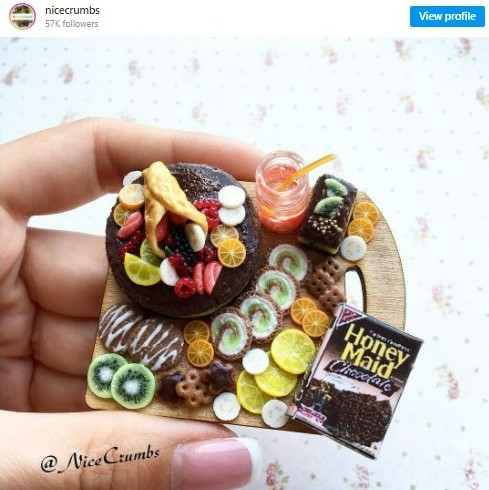 nicecrumbs
57K followers
View profile
Honey
Maid
Chocolate
@NiceCrumbs